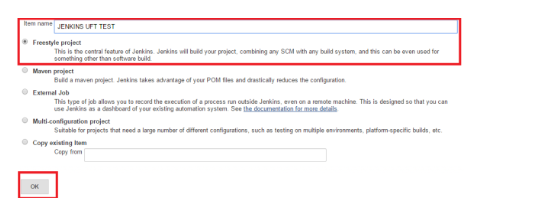 Item name JENKINS UFT TEST
Freestyle project
This is the central feature of Jenkins. Jenkins will build your project, combining any SCM with any build system, and this can be even used for
something other than software build.
Maven project
Build a maven project. Jenkins takes advantage of your POM files and drastically reduces the configuration.
External Job
This type of job allows you to record the execution of a process run outside Jenkins, even on a remote machine. This is designed so that you can
use Jenkins as a dashboard of your existing automation system. See the documentation for more details.
Multi-configuration project
Suitable for projects that need a large number of different configurations, such as testing on multiple environments, platform-specific builds, etc.
Copy existing Item
Copy from
OK